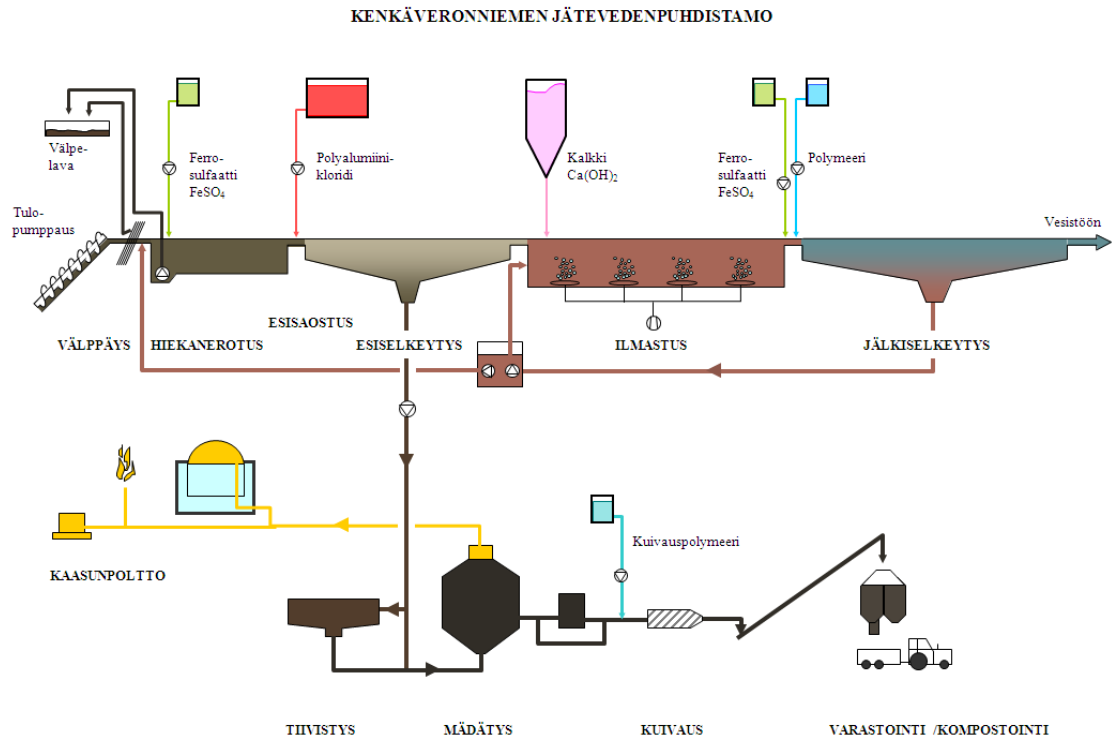 KENKÄVERONNIEMEN JÄTEVEDENPUHDISTAMO
Välpe-
lava
Ferro-
sulfaatti
FeSO4
Polyalumiini-
kloridi
Kalkki
Ca(OH)2
Ferro-
sulfaatti
FeSO4
Polymeeri
Tulo-
pumppaus
Vesistöön
ESISAOSTUS
VÄLPPÄYS
HIEKANEROTUS
ESISELKEYTYS
ILMASTUS
JÄLKISELKEYTYS
Kuivauspolymeeri
KAASUNPOLTTO
TIIVISTYS
MÄDÄTYS
KUIVAUS
VARASTOINTI /KOMPOSTOINTI